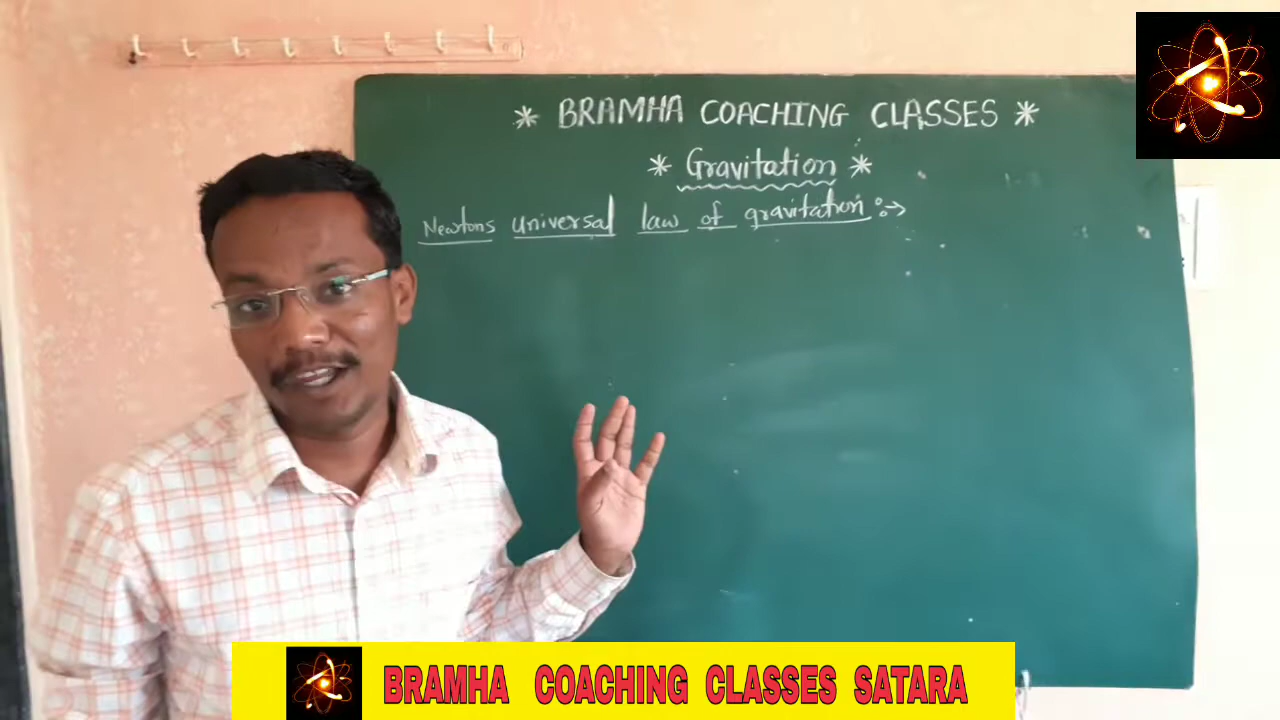 * BRAMHA COACHING CLASSES *
* Gravitation *
Newtons universal law of gravitation :→
BRAMHA COACHING CLASSES SATARA